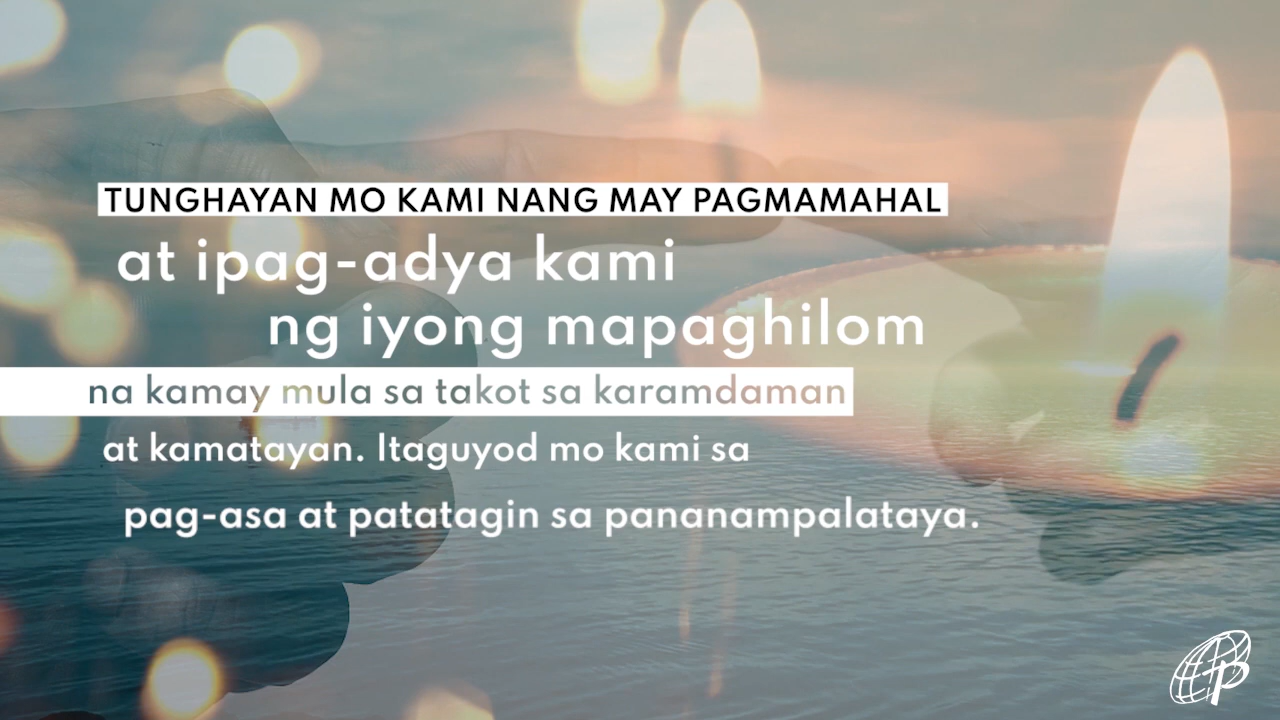 TUNGHAYAN MO KAMI NANG MAY PAGMAMAHAL
at ipag-adya kami
ng iyong mapaghilom
na kamay mula sa takot sa karamdaman
at kamatayan. Itaguyod mo kami sa
pag-asa at patatagin sa pananampalataya.